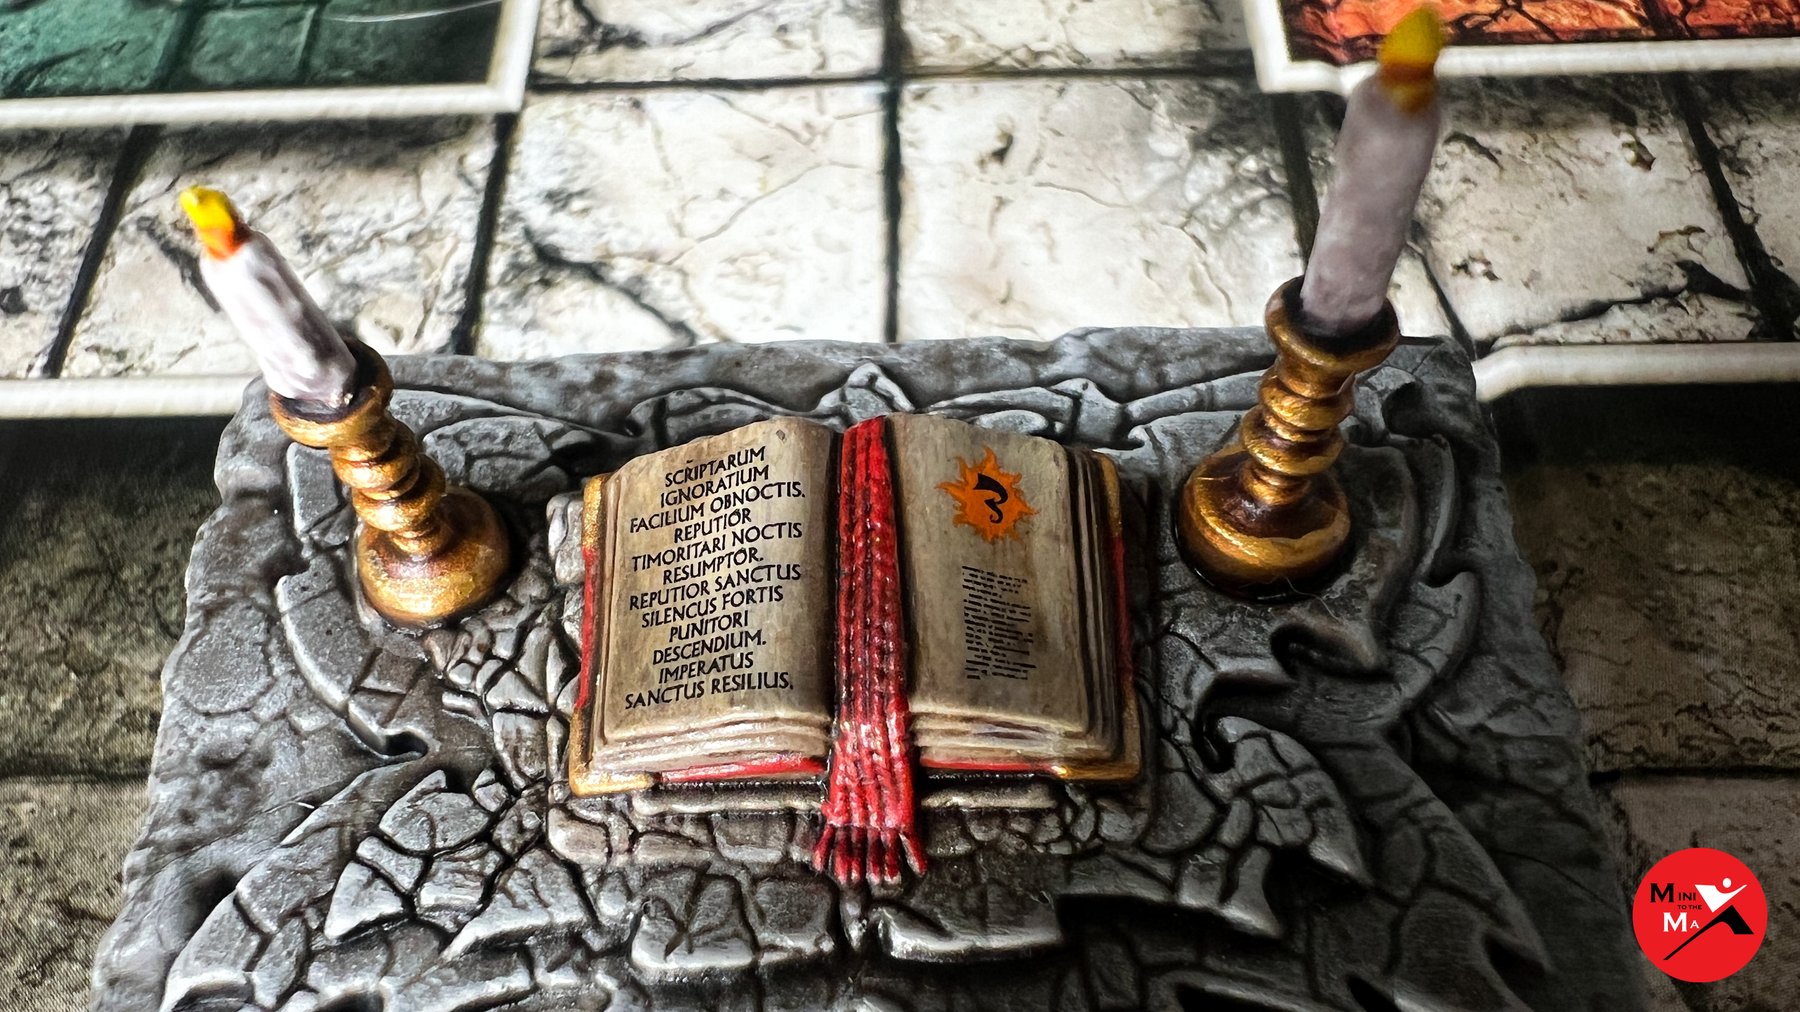 SCRIPTARUM
IGNORATIUM
FACILIUM OBNOCTIS.
REPUTIOR
TIMORITARI NOCTIS
RESUMPTOR.
REPUTIOR SANCTUS
SILENCUS FORTIS
PUNITORI
DESCENDIUM.
IMPERATUS
SANCTUS RESILIUS.
MINI
TO THE
MA